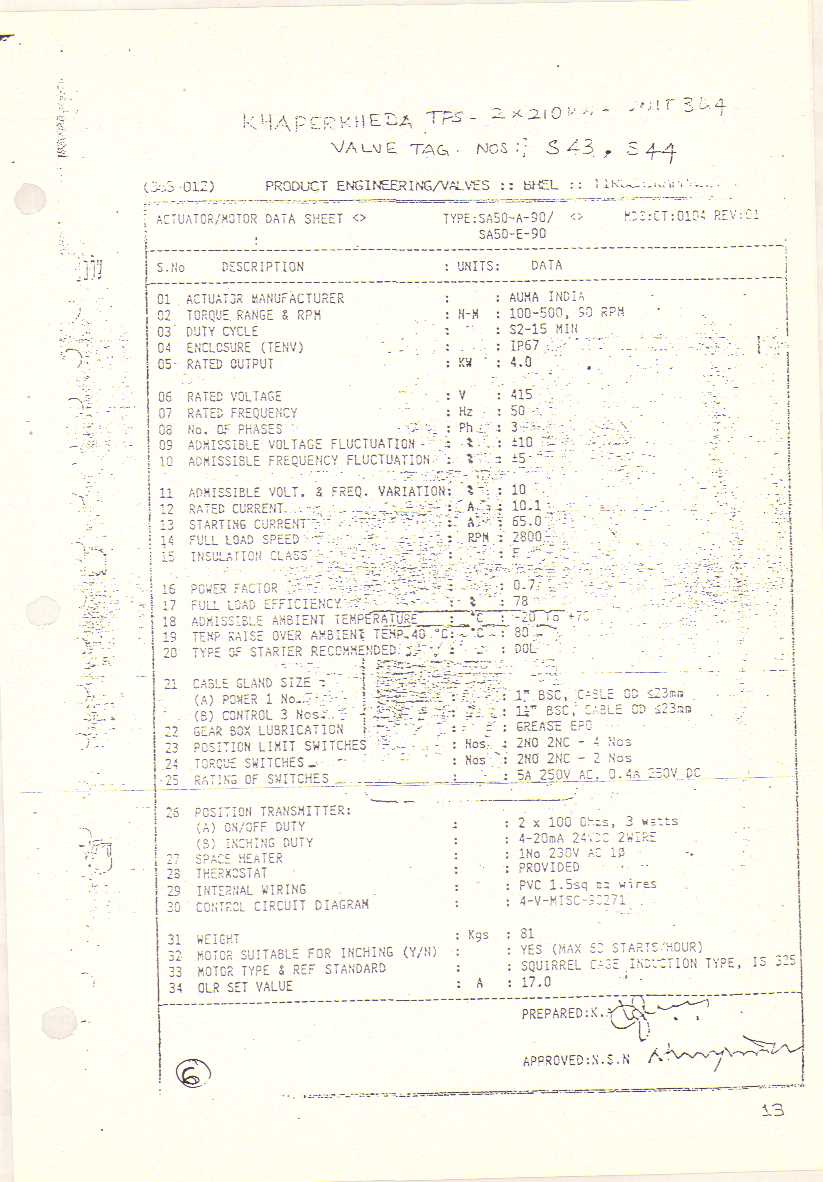 KHAPERKHEDA TPS- 2x210 - UNIT 3&4
VALVE TAG. NOS: S43, S44
PRODUCT ENGINEERING/VALVES :: BHEL ::
ACTUATOR/MOTOR DATA SHEET <> TYPE:SA50-A-90/ <> MDS:CT:0104 REV:01
SA50-E-90
S.No DESCRIPTION : UNITS: DATA
01 ACTUATOR MANUFACTURER : : AUMA INDIA
02 TORQUE RANGE & RPM : N-M : 100-500, 90 RPM
03 DUTY CYCLE : : S2-15 MIN
04 ENCLOSURE (TENV) : : IP67
05 RATED OUTPUT : KW : 4.0
06 RATED VOLTAGE : V : 415
07 RATED FREQUENCY : Hz : 50
08 No. OF PHASES : Ph : 3
09 ADMISSIBLE VOLTAGE FLUCTUATION : % : ±10
10 ADMISSIBLE FREQUENCY FLUCTUATION : % : ±5
11 ADMISSIBLE VOLT. & FREQ. VARIATION: % : 10
12 RATED CURRENT : A : 10.1
13 STARTING CURRENT : A : 65.0
14 FULL LOAD SPEED : RPM : 2800
15 INSULATION CLASS : : F
16 POWER FACTOR : : 0.7
17 FULL LOAD EFFICIENCY : % : 78
18 ADMISSIBLE AMBIENT TEMPERATURE : °C : -20 To +70
19 TEMP RAISE OVER AMBIENT TEMP 40 °C: °C : 80
20 TYPE OF STARTER RECOMMENDED : : DOL
21 CABLE GLAND SIZE
(A) POWER 1 No. : : 1" BSC, CABLE OD ≤23mm
(B) CONTROL 3 Nos. : : BSC, CABLE OD ≤23mm
22 GEAR BOX LUBRICATION : : GREASE EP0
23 POSITION LIMIT SWITCHES : Nos : 2NO 2NC - 4 Nos
24 TORQUE SWITCHES : Nos : 2NO 2NC - 2 Nos
25 RATING OF SWITCHES : : 5A 250V AC, 0.4A 250V DC
26 POSITION TRANSMITTER:
(A) ON/OFF DUTY : : 2 x 100 Ohms, 3 watts
(B) INCHING DUTY : : 4-20mA 24VDC 2WIRE
27 SPACE HEATER : : 1No 230V AC 1Ø
28 THERMOSTAT : : PROVIDED
29 INTERNAL WIRING : : PVC 1.5sq wires
30 CONTROL CIRCUIT DIAGRAM : : 4-V-MISC-90271
31 WEIGHT : Kgs : 81
32 MOTOR SUITABLE FOR INCHING (Y/N) : : YES (MAX 60 STARTS/HOUR)
33 MOTOR TYPE & REF STANDARD : : SQUIRREL CAGE INDUCTION TYPE, IS 325
34 OLR SET VALUE : A : 17.0
PREPARED:K.
APPROVED:N.S.N
6
13